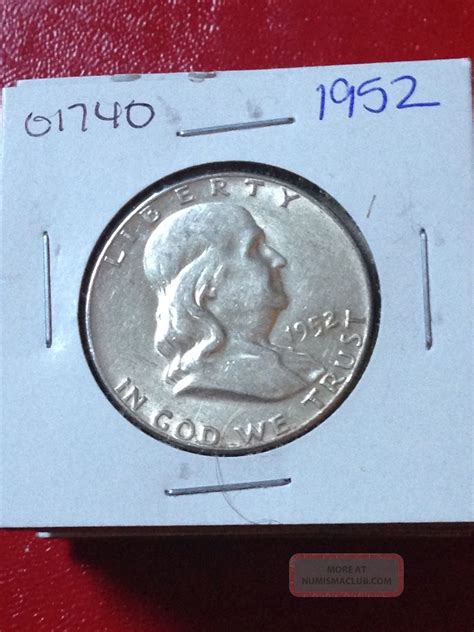 01740
1952
LIBERTY
1952
IN GOD WE TRUST
MORE AT
NUMISMACLUB.COM